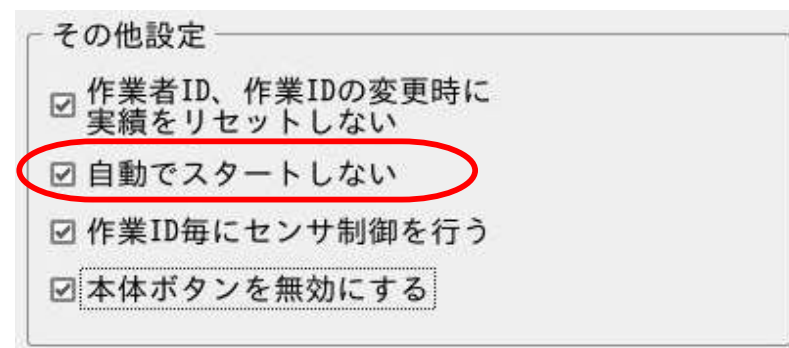 その他設定
作業者ID、作業IDの変更時に
実績をリセットしない
自動でスタートしない
作業ID毎にセンサ制御を行う
本体ボタンを無効にする